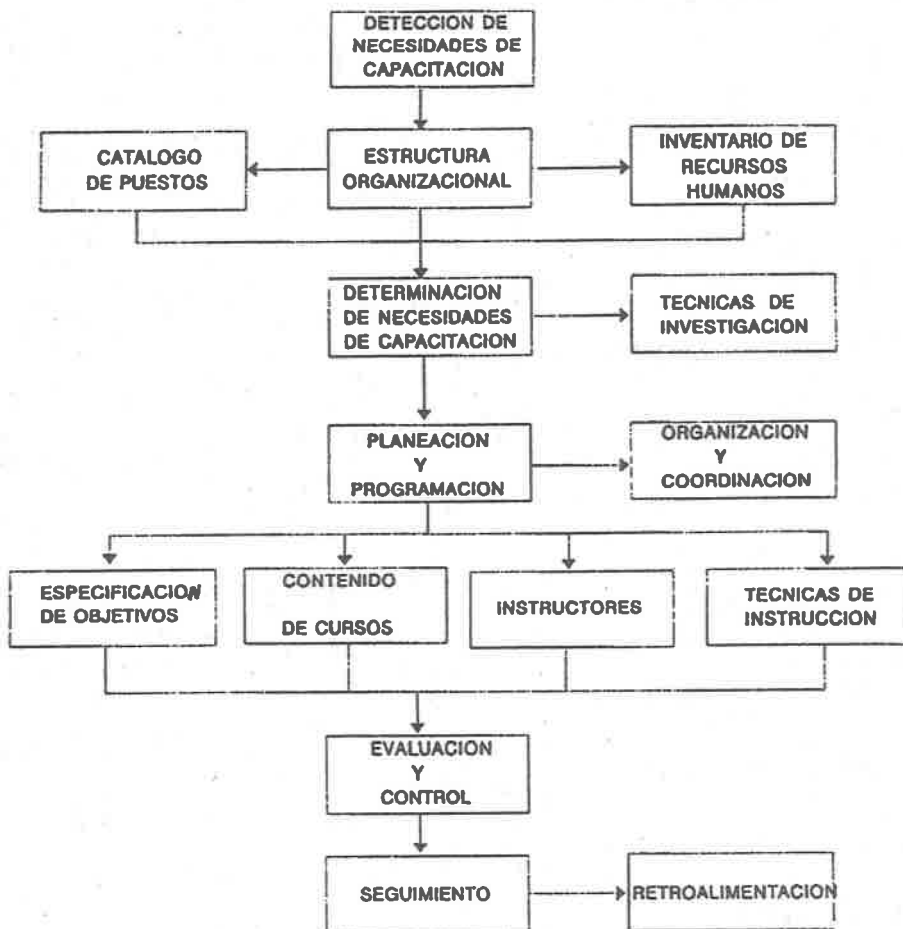 DETECCION DE
NECESIDADES DE
CAPACITACION
CATALOGO
DE PUESTOS
ESTRUCTURA
ORGANIZACIONAL
INVENTARIO DE
RECURSOS
HUMANOS
DETERMINACION
DE NECESIDADES
DE CAPACITACION
TECNICAS DE
INVESTIGACION
PLANEACION
Y
PROGRAMACION
ORGANIZACION
Y
COORDINACION
ESPECIFICACION
DE OBJETIVOS
CONTENIDO
DE CURSOS
INSTRUCTORES
TECNICAS DE
INSTRUCCION
EVALUACION
Y
CONTROL
SEGUIMIENTO
RETROALIMENTACION